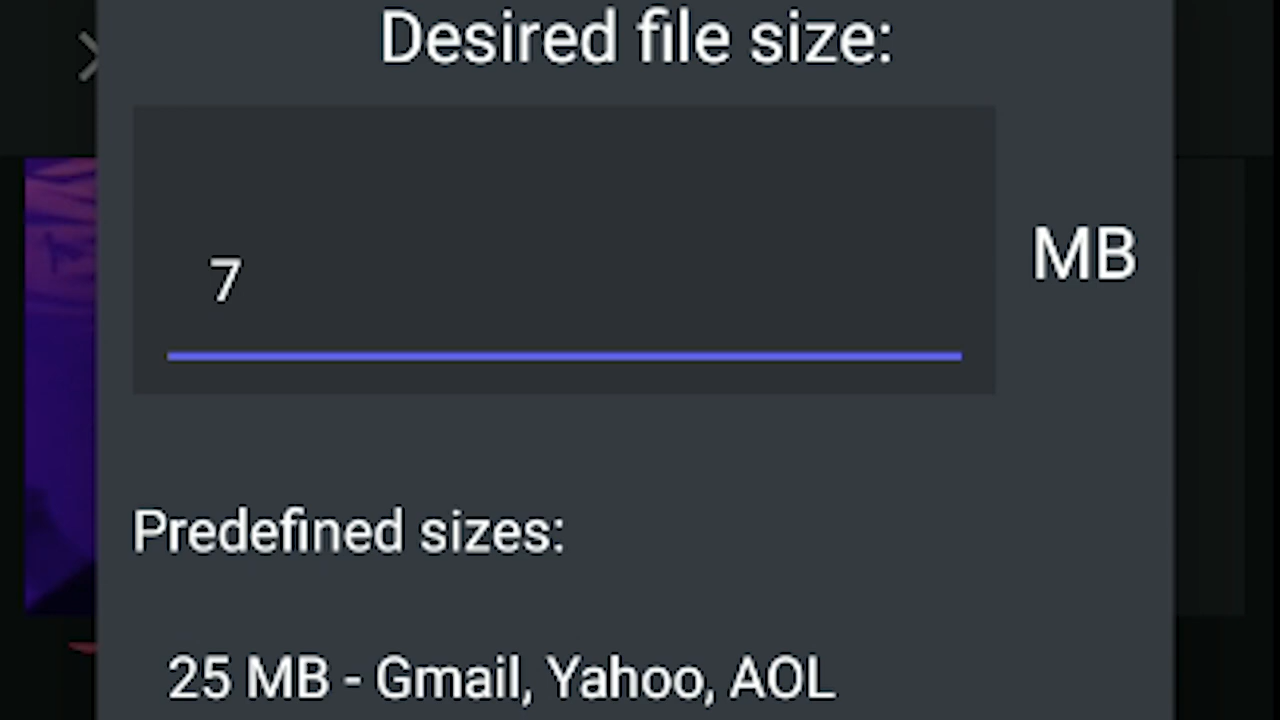 Desired file size:
7
MB
Predefined sizes:
25 MB - Gmail, Yahoo, AOL